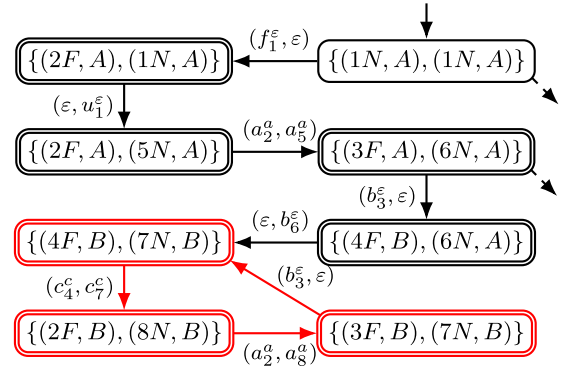 (f₁^ε, ε)
{(2F, A), (1N, A)} {(1N, A), (1N, A)}
(ε, u₁^ε)
(a₂^a, a₅^a)
{(2F, A), (5N, A)} {(3F, A), (6N, A)}
(b₃^ε, ε)
(ε, b₆^ε)
{(4F, B), (7N, B)} {(4F, B), (6N, A)}
(c₄^c, c₇^c) (b₃^ε, ε)
{(2F, B), (8N, B)} {(3F, B), (7N, B)}
(a₂^a, a₈^a)